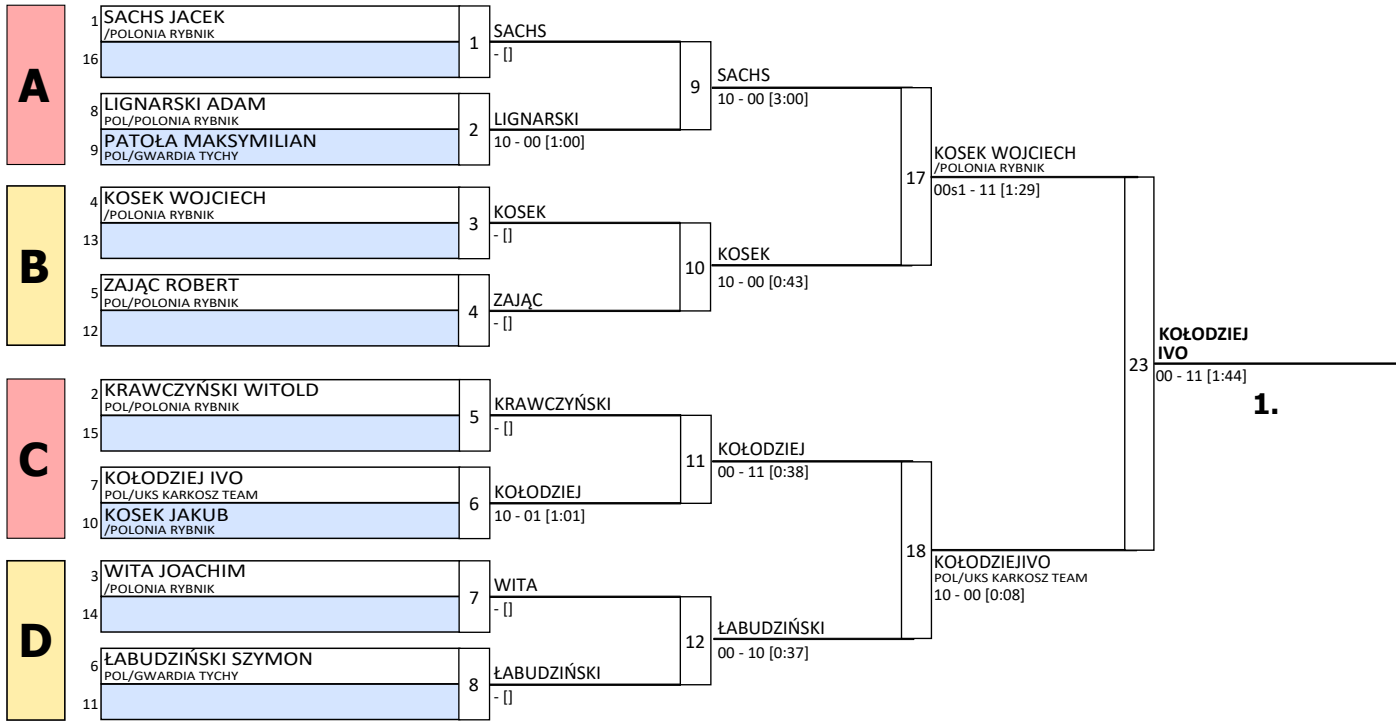 A
1 SACHS JACEK
/POLONIA RYBNIK
16
1
SACHS
- []
8 LIGNARSKI ADAM
POL/POLONIA RYBNIK
9 PATOŁA MAKSYMILIAN
POL/GWARDIA TYCHY
2
LIGNARSKI
10 - 00 [1:00]
9
SACHS
10 - 00 [3:00]
B
4 KOSEK WOJCIECH
/POLONIA RYBNIK
13
3
KOSEK
- []
5 ZAJĄC ROBERT
POL/POLONIA RYBNIK
12
4
ZAJĄC
- []
10
KOSEK
10 - 00 [0:43]
17
KOSEK WOJCIECH
/POLONIA RYBNIK
00s1 - 11 [1:29]
C
2 KRAWCZYŃSKI WITOLD
POL/POLONIA RYBNIK
15
5
KRAWCZYŃSKI
- []
7 KOŁODZIEJ IVO
POL/UKS KARKOSZ TEAM
10 KOSEK JAKUB
/POLONIA RYBNIK
6
KOŁODZIEJ
10 - 01 [1:01]
11
KOŁODZIEJ
00 - 11 [0:38]
D
3 WITA JOACHIM
/POLONIA RYBNIK
14
7
WITA
- []
6 ŁABUDZIŃSKI SZYMON
POL/GWARDIA TYCHY
11
8
ŁABUDZIŃSKI
- []
12
ŁABUDZIŃSKI
00 - 10 [0:37]
18
KOŁODZIEJIVO
POL/UKS KARKOSZ TEAM
10 - 00 [0:08]
23
KOŁODZIEJ
IVO
00 - 11 [1:44]
1.